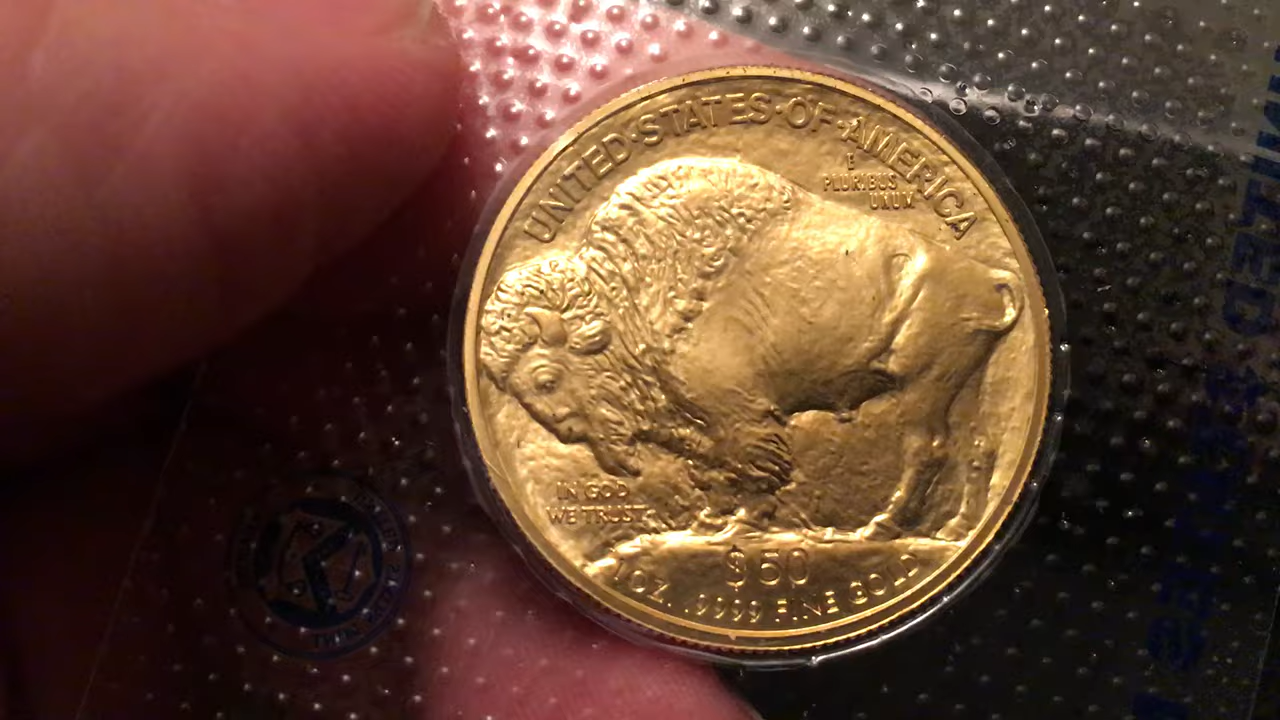 UNITED·STATES·OF·AMERICA
E
PLURIBUS
UNUM
IN GOD
WE TRUST
$50
1 OZ. .9999 FINE GOLD